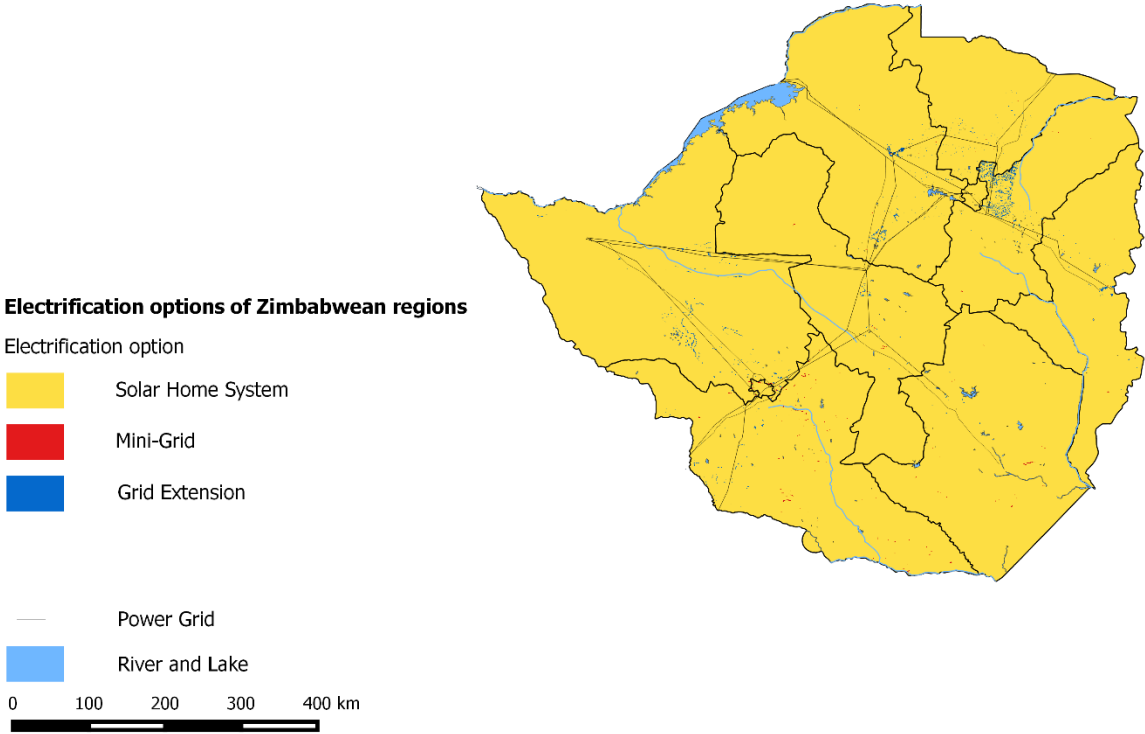 Electrification options of Zimbabwean regions
Electrification option
Solar Home System
Mini-Grid
Grid Extension
Power Grid
River and Lake
0 100 200 300 400 km